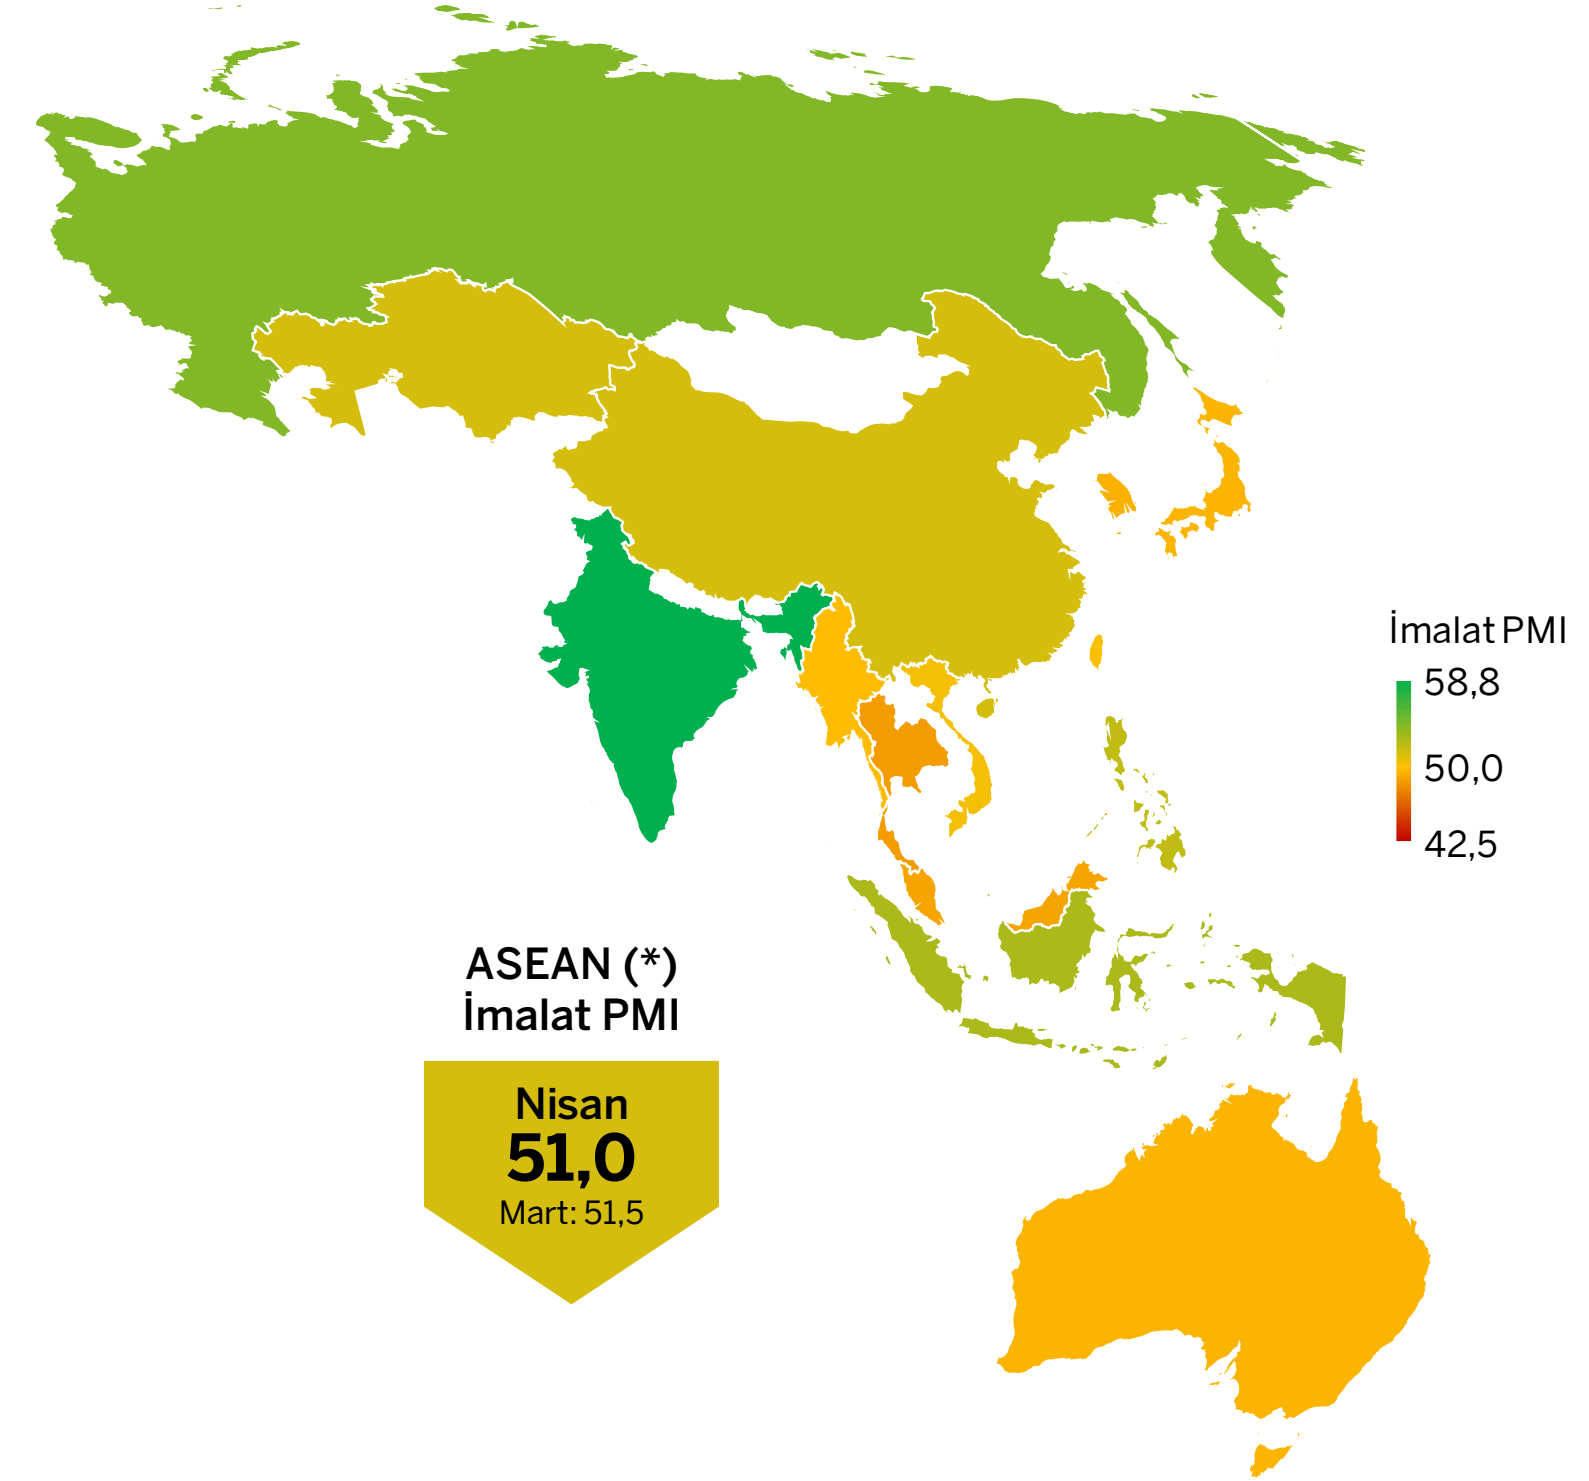 İmalat PMI
58,8
50,0
42,5
ASEAN (*)
İmalat PMI
Nisan
51,0
Mart: 51,5